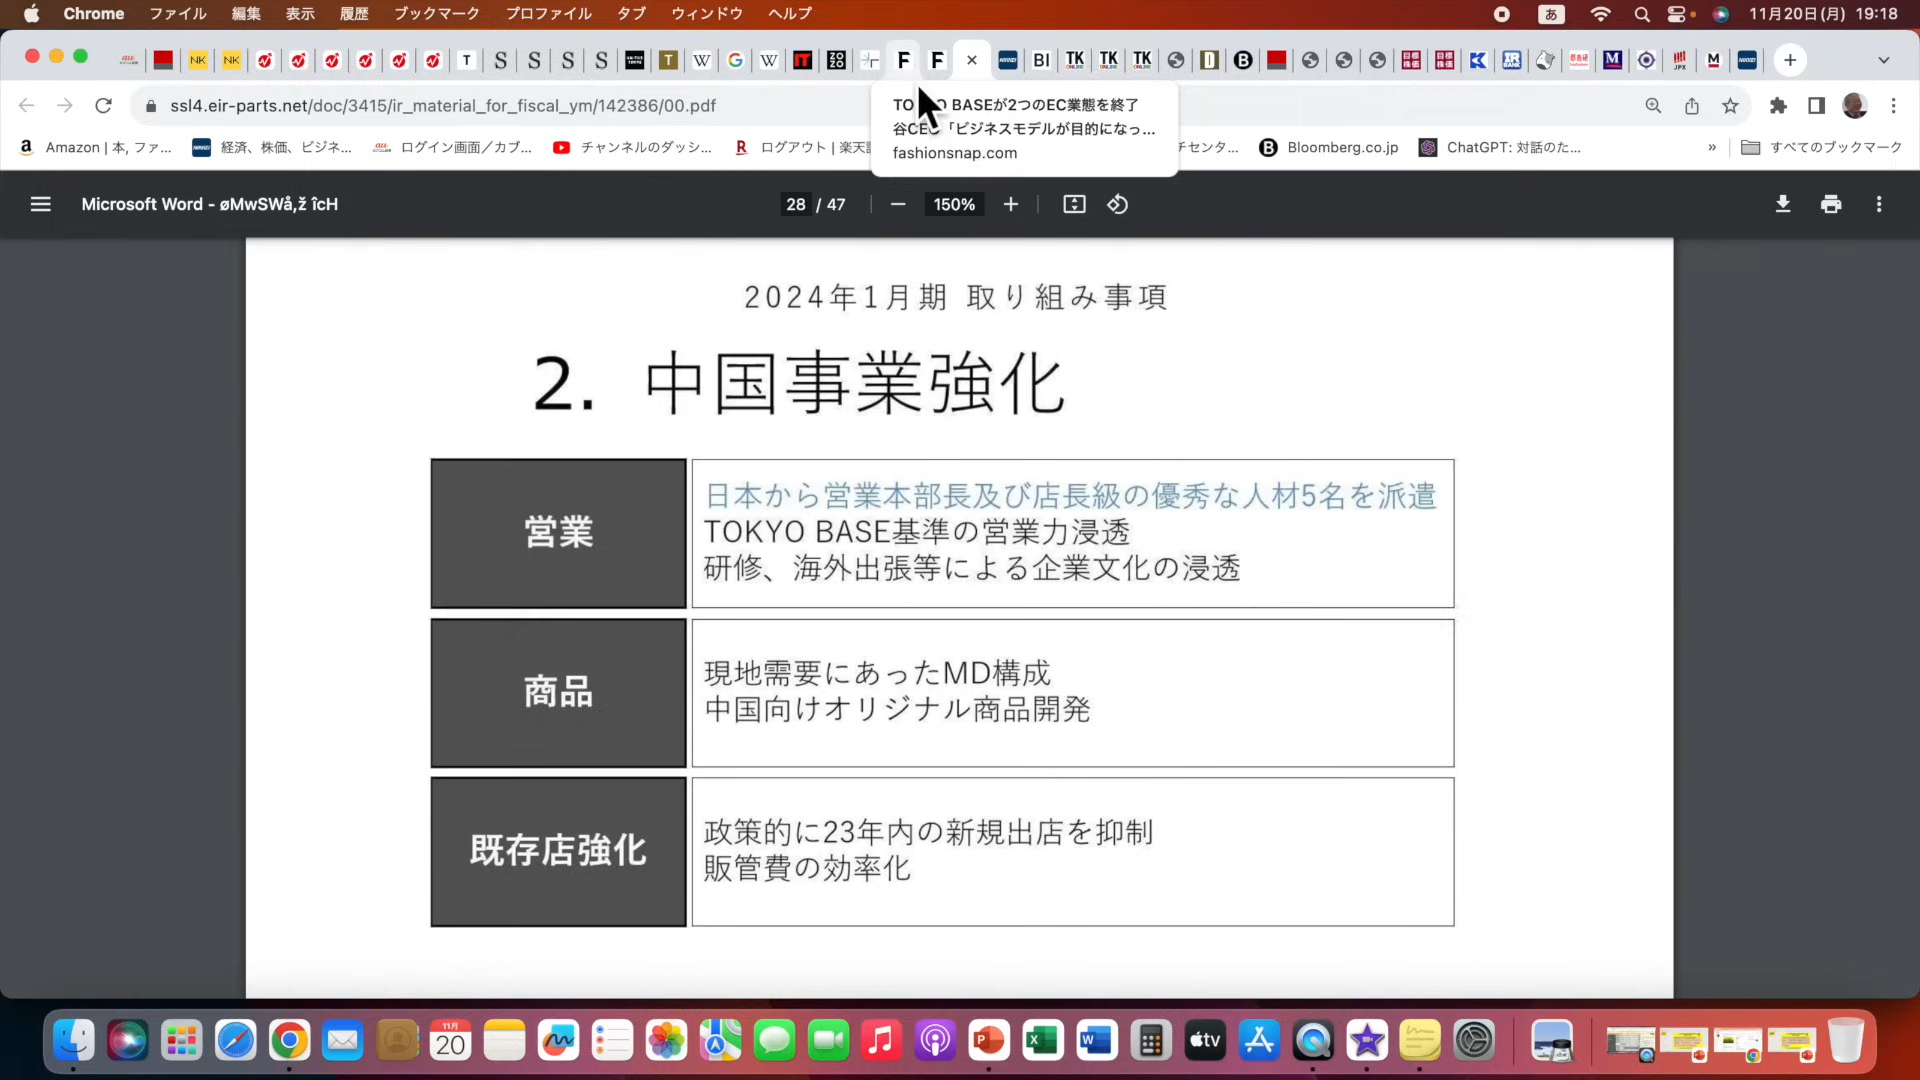 Chrome ファイル 編集 表示 履歴 ブックマーク プロファイル タブ ウィンドウ ヘルプ あ 11月20日(月) 19:18
ssl4.eir-parts.net/doc/3415/ir_material_for_fiscal_ym/142386/00.pdf
BASEが2つのEC業態を終了
「ビジネスモデルが目的になっ...
fashionsnap.com
Amazon | 本, ファ... 経済、株価、ビジネ... ログイン画面／カブ... チャンネルのダッシ... ログアウト | 楽天 チセンタ... Bloomberg.co.jp ChatGPT: 対話のた... » すべてのブックマーク
Microsoft Word - øMwSWå,ž îcH 28 / 47 150%
2024年1月期 取り組み事項
2. 中国事業強化
営業
日本から営業本部長及び店長級の優秀な人材5名を派遣
TOKYO BASE基準の営業力浸透
研修、海外出張等による企業文化の浸透
商品
現地需要にあったMD構成
中国向けオリジナル商品開発
既存店強化
政策的に23年内の新規出店を抑制
販管費の効率化
11月
20
tv